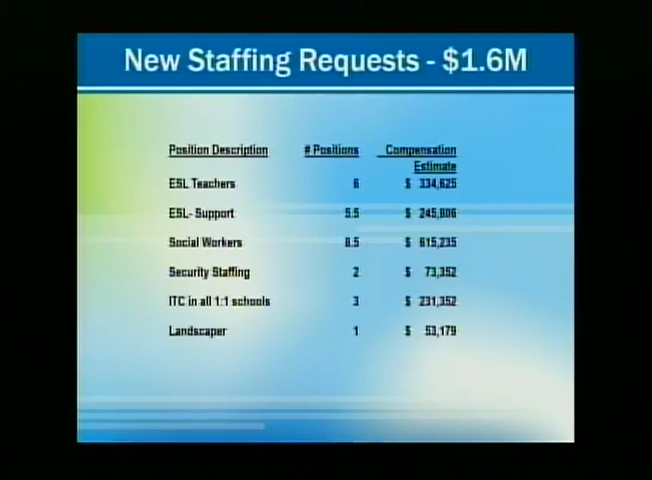 New Staffing Requests - $1.6M
Position Description # Positions Compensation
Estimate
ESL Teachers 6 $ 334,625
ESL- Support 5.5 $
Social Workers 8.5 $ 615,235
Security Staffing 2 $ 73,352
ITC in all 1:1 schools 3 $ 231,352
Landscaper 1 $ 53,179